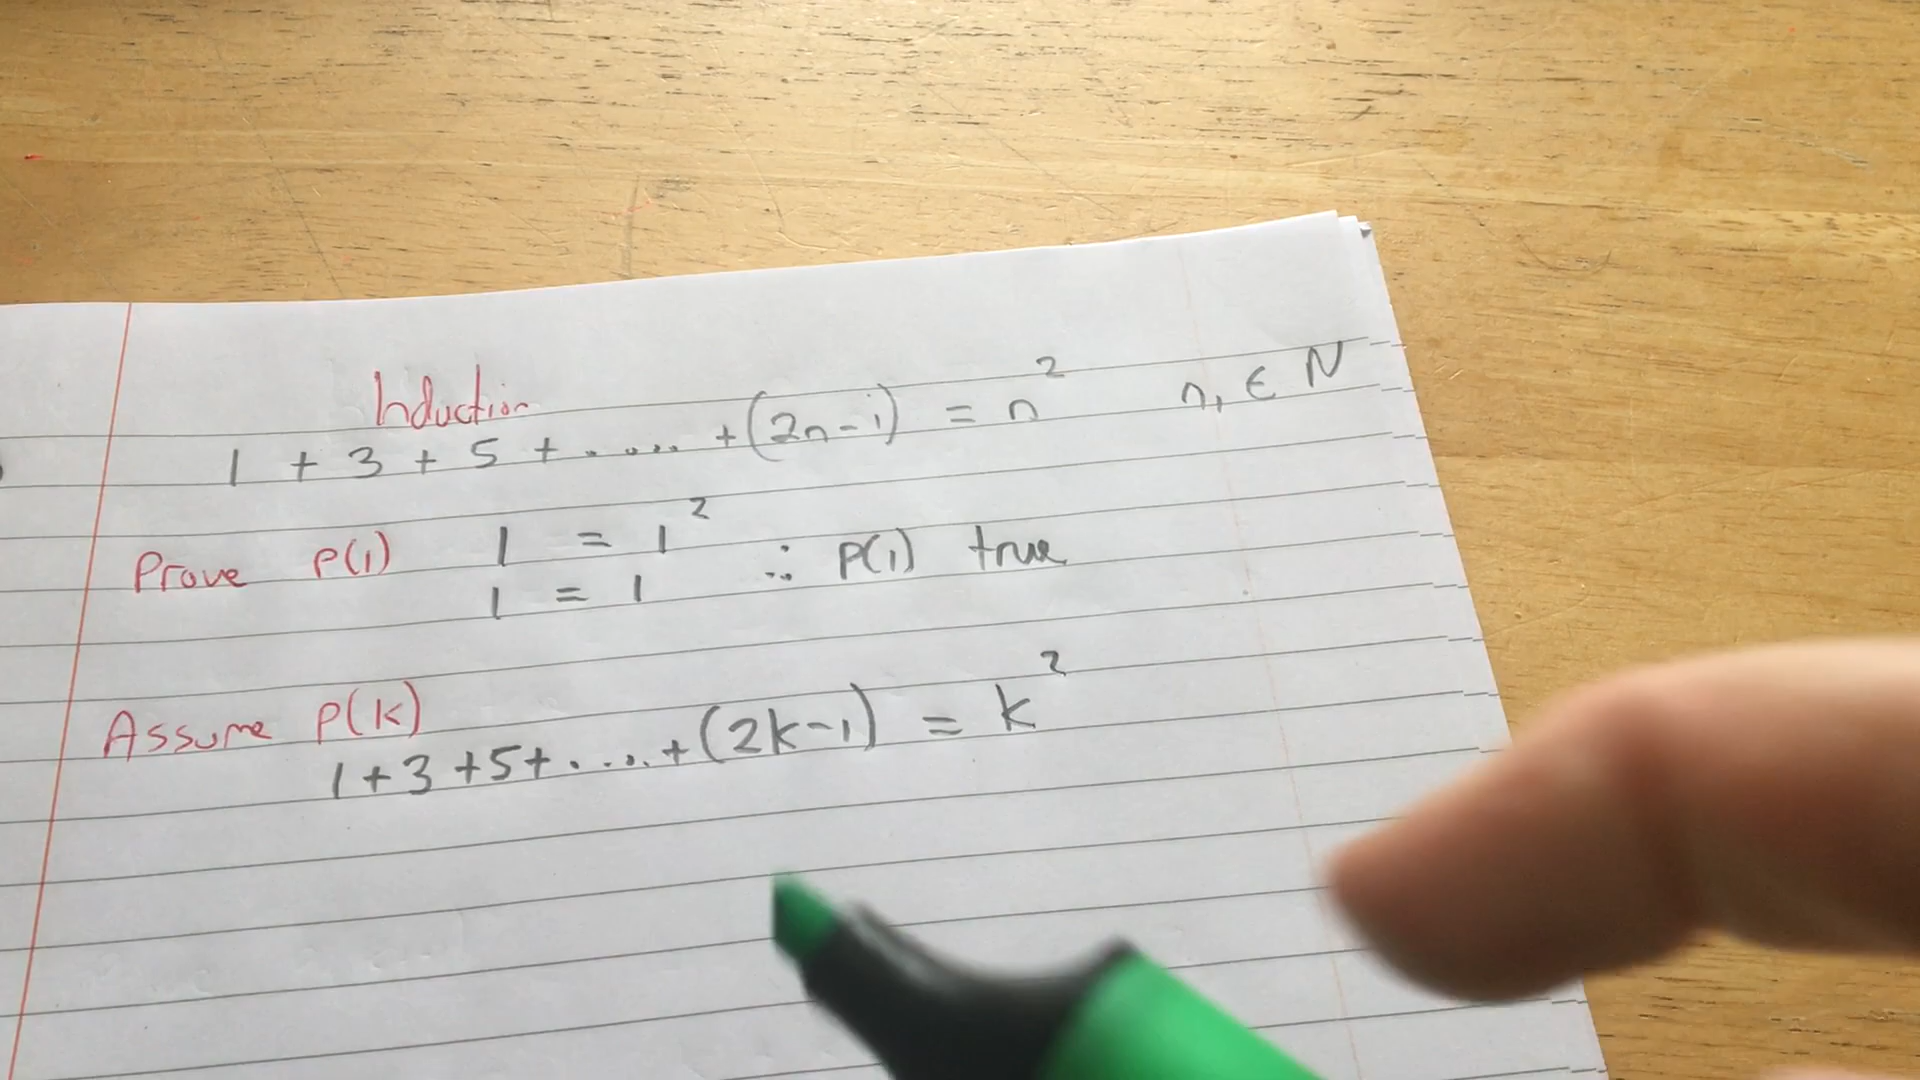 Induction
1 + 3 + 5 + ..... + (2n-1) = n² n, ∈ N
Prove P(1) 1 = 1²
1 = 1 ∴ P(1) true
Assume P(k)
1+3+5+.....+(2k-1) = k²